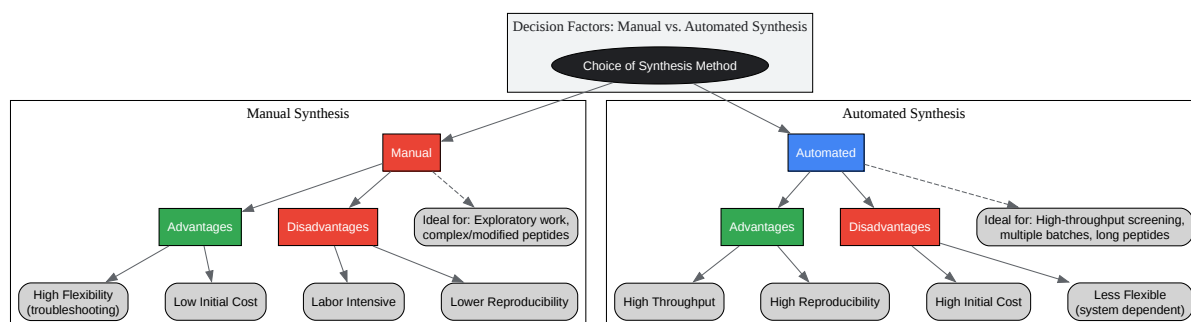 Decision Factors: Manual vs. Automated Synthesis
Choice of Synthesis Method
Manual Synthesis
Automated Synthesis
Manual
Automated
Advantages
Disadvantages
Ideal for: Exploratory work,
complex/modified peptides
Advantages
Disadvantages
Ideal for: High-throughput screening,
multiple batches, long peptides
High Flexibility
(troubleshooting)
Low Initial Cost
Labor Intensive
Lower Reproducibility
High Throughput
High Reproducibility
High Initial Cost
Less Flexible
(system dependent)